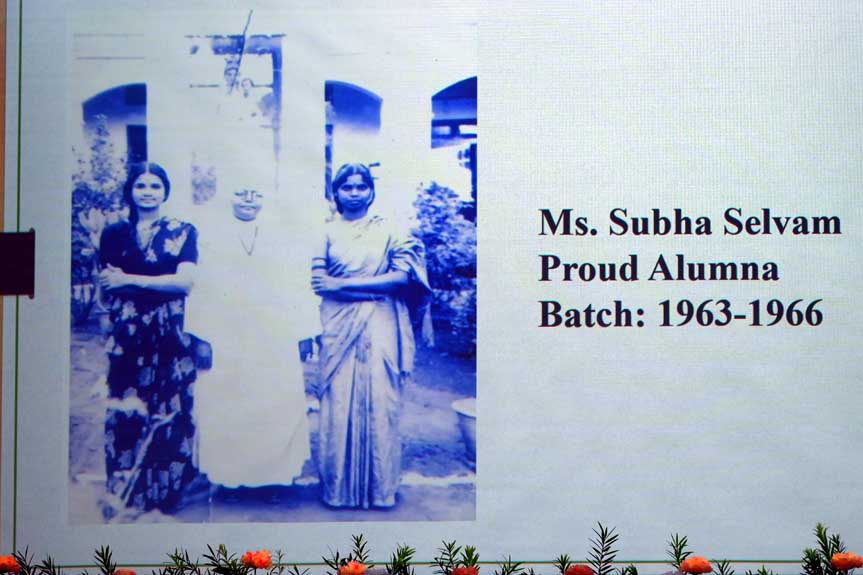 Ms. Subha Selvam
Proud Alumna
Batch: 1963-1966